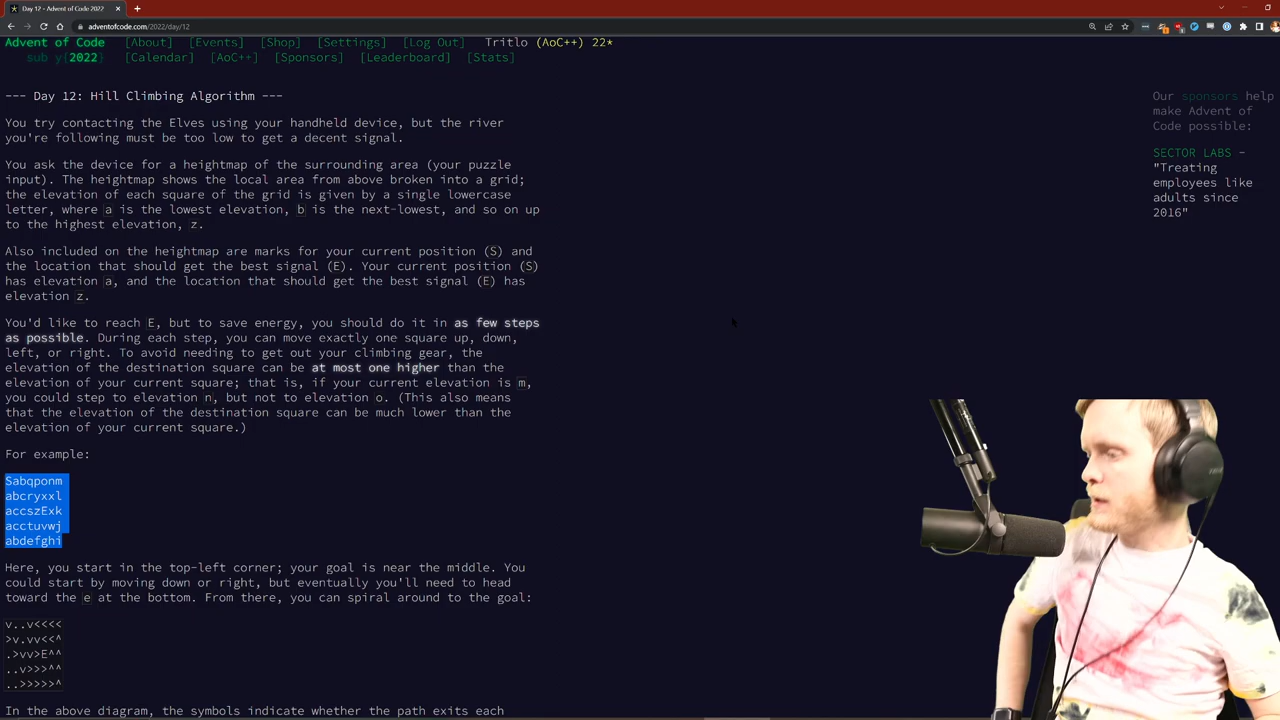 Day 12 - Advent of Code 2022
adventofcode.com/2022/day/12
Advent of Code [About] [Events] [Shop] [Settings] [Log Out] Tritlo (AoC++) 22*
sub y{2022} [Calendar] [AoC++] [Sponsors] [Leaderboard] [Stats]
--- Day 12: Hill Climbing Algorithm ---
You try contacting the Elves using your handheld device, but the river
you're following must be too low to get a decent signal.
You ask the device for a heightmap of the surrounding area (your puzzle
input). The heightmap shows the local area from above broken into a grid;
the elevation of each square of the grid is given by a single lowercase
letter, where a is the lowest elevation, b is the next-lowest, and so on up
to the highest elevation, z.
Also included on the heightmap are marks for your current position (S) and
the location that should get the best signal (E). Your current position (S)
has elevation a, and the location that should get the best signal (E) has
elevation z.
You'd like to reach E, but to save energy, you should do it in as few steps
as possible. During each step, you can move exactly one square up, down,
left, or right. To avoid needing to get out your climbing gear, the
elevation of the destination square can be at most one higher than the
elevation of your current square; that is, if your current elevation is m,
you could step to elevation n, but not to elevation o. (This also means
that the elevation of the destination square can be much lower than the
elevation of your current square.)
For example:
Sabqponm
abcryxxl
accszExk
acctuvwj
abdefghi
Here, you start in the top-left corner; your goal is near the middle. You
could start by moving down or right, but eventually you'll need to head
toward the e at the bottom. From there, you can spiral around to the goal:
v..v<<<<
>v.vv<<^
.>vv>E^^
..v>>>^^
..>>>>>^
In the above diagram, the symbols indicate whether the path exits each
Our sponsors help
make Advent of
Code possible:
SECTOR LABS -
"Treating
employees like
adults since
2016"